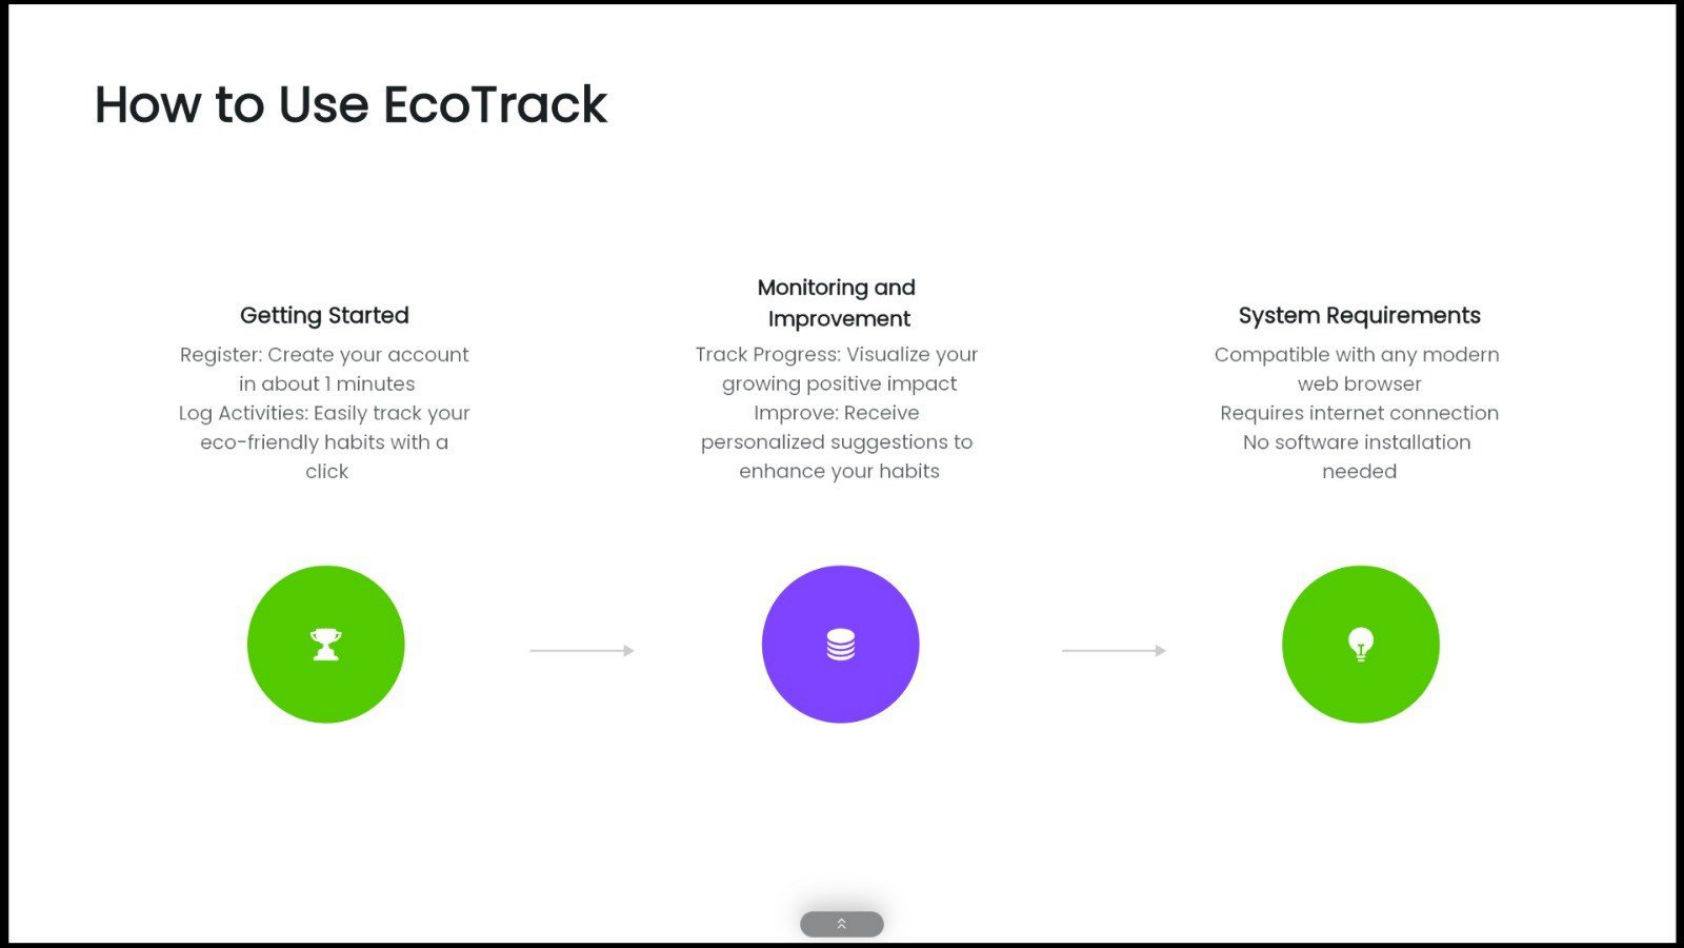 How to Use EcoTrack
Getting Started
Register: Create your account
in about 1 minutes
Log Activities: Easily track your
eco-friendly habits with a
click
Monitoring and
Improvement
Track Progress: Visualize your
growing positive impact
Improve: Receive
personalized suggestions to
enhance your habits
System Requirements
Compatible with any modern
web browser
Requires internet connection
No software installation
needed